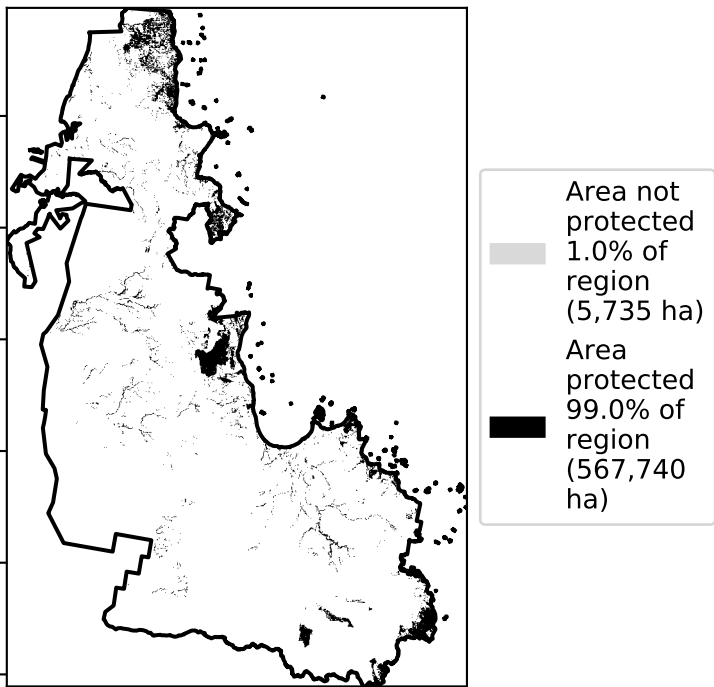 Area not
protected
1.0% of
region
(5,735 ha)
Area
protected
99.0% of
region
(567,740
ha)